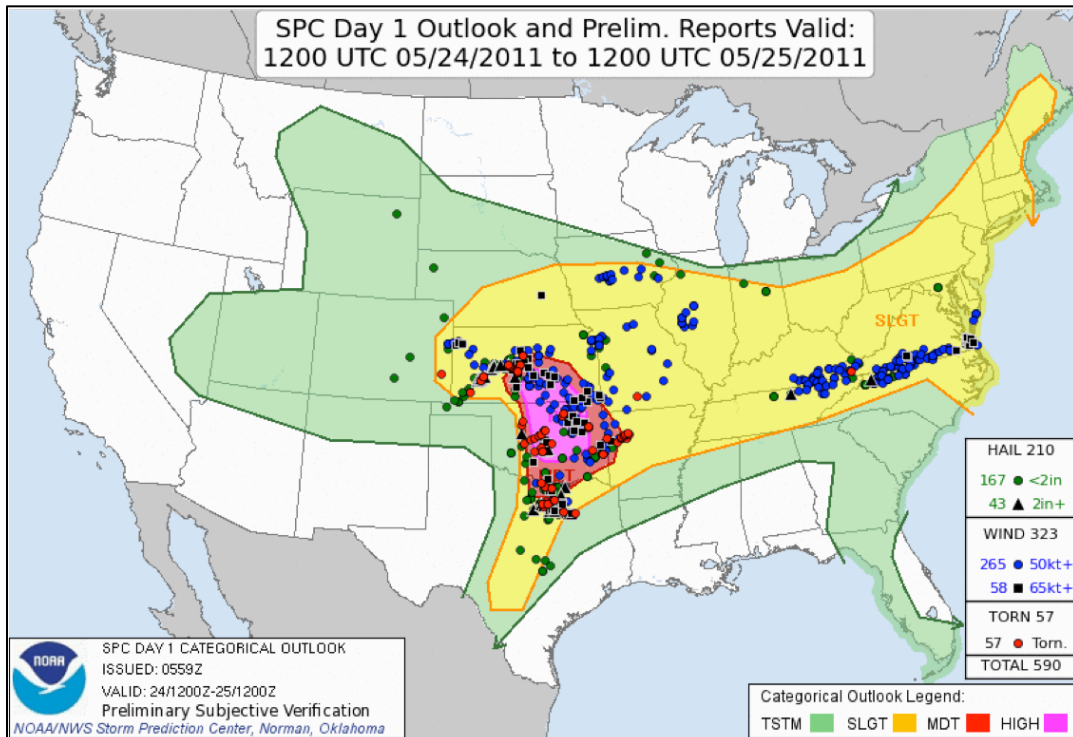 SPC Day 1 Outlook and Prelim. Reports Valid:
1200 UTC 05/24/2011 to 1200 UTC 05/25/2011
SLGT
HAIL 210
167 <2in
43 2in+
WIND 323
265 50kt+
58 65kt+
TORN 57
57 Torn.
TOTAL 590
NOAA
SPC DAY 1 CATEGORICAL OUTLOOK
ISSUED: 0559Z
VALID: 24/1200Z-25/1200Z
Preliminary Subjective Verification
NOAA/NWS Storm Prediction Center, Norman, Oklahoma
Categorical Outlook Legend:
TSTM SLGT MDT HIGH